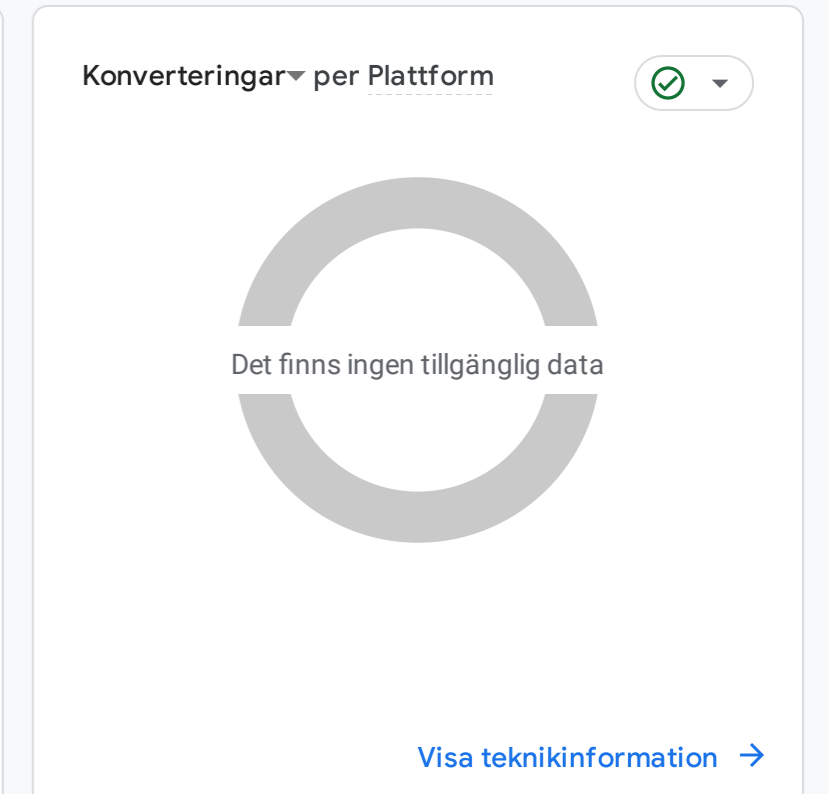 Konverteringar per Plattform
Det finns ingen tillgänglig data
Visa teknikinformation